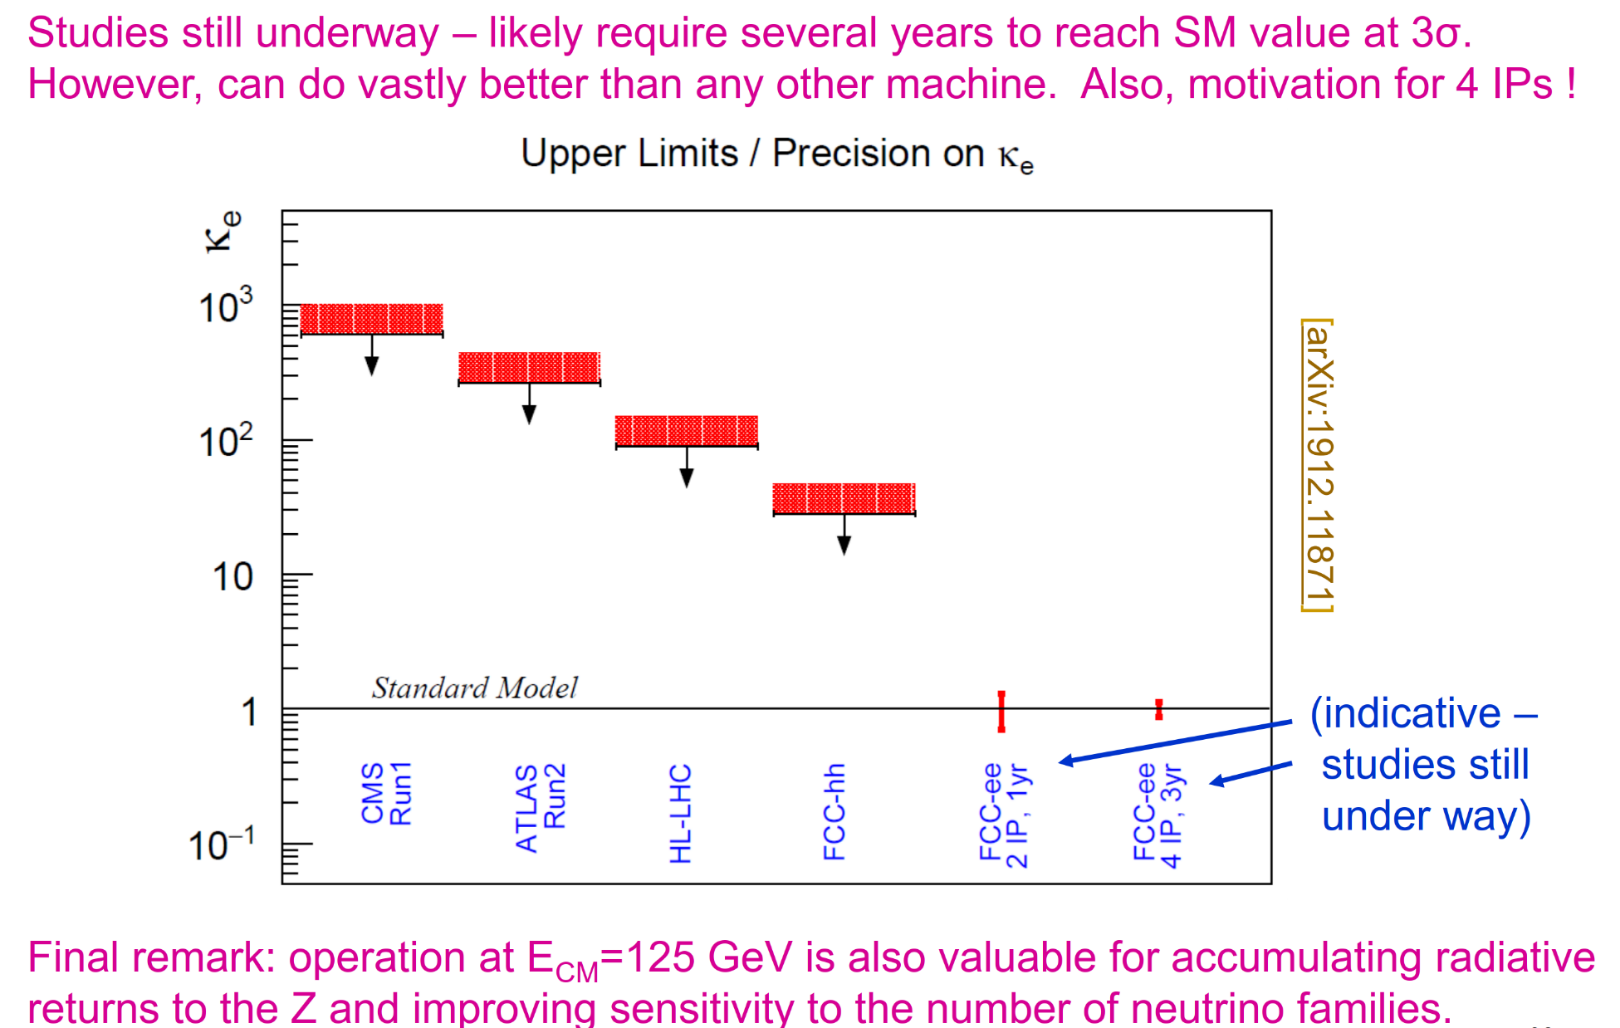 Studies still underway – likely require several years to reach SM value at 3σ.
However, can do vastly better than any other machine.  Also, motivation for 4 IPs !
Upper Limits / Precision on κe
κe
10³
10²
10
1
10⁻¹
Standard Model
CMS
Run1
ATLAS
Run2
HL-LHC
FCC-hh
FCC-ee
2 IP, 1yr
FCC-ee
4 IP, 3yr
[arXiv:1912.11871]
(indicative –
studies still
under way)
Final remark: operation at ECM=125 GeV is also valuable for accumulating radiative
returns to the Z and improving sensitivity to the number of neutrino families.